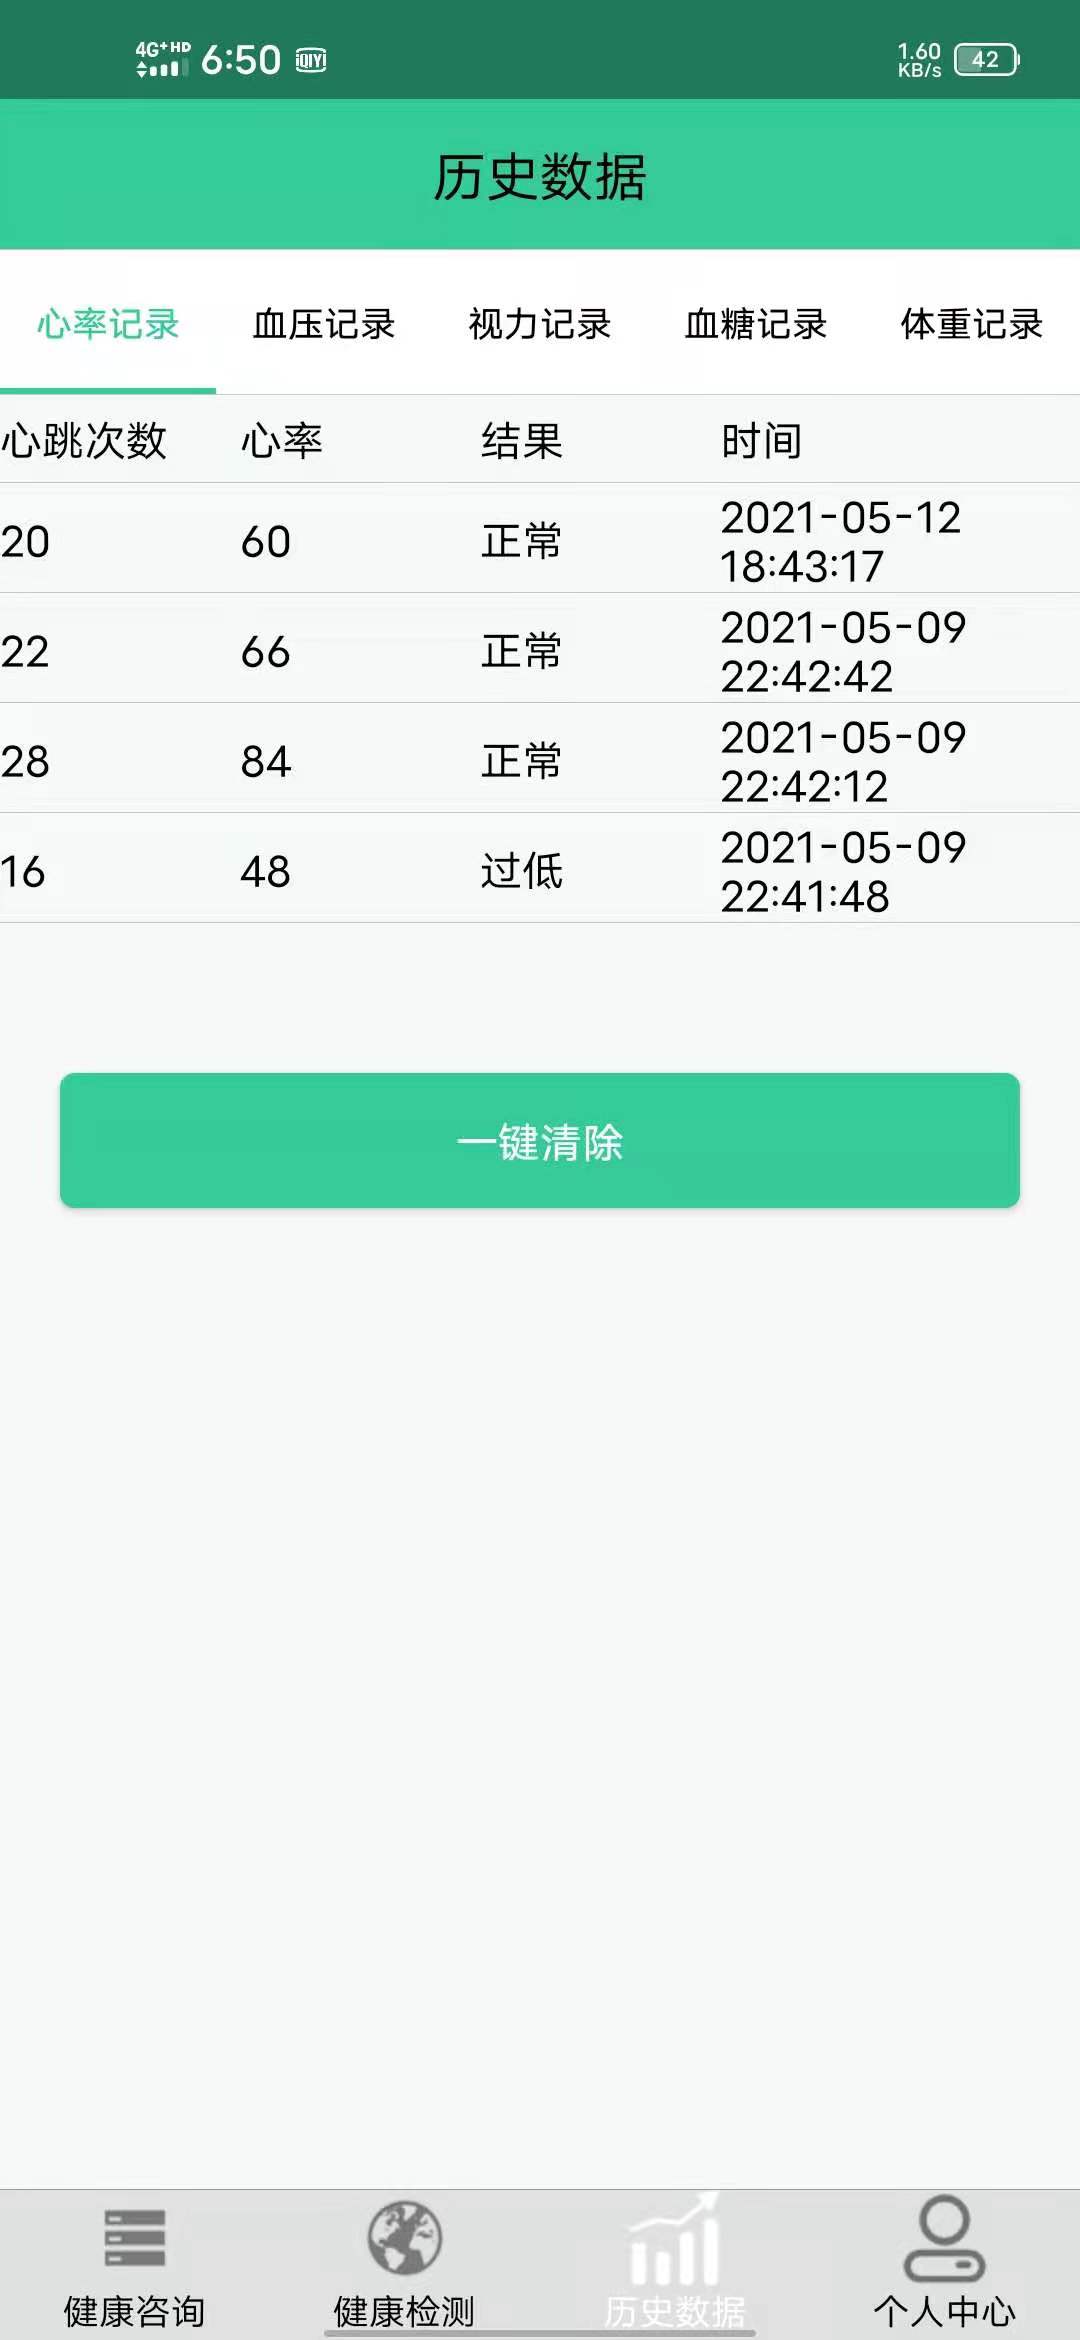 4G+ HD 6:50 iQIYI 1.60 KB/s 42
历史数据
心率记录 血压记录 视力记录 血糖记录 体重记录
心跳次数 心率 结果 时间
20 60 正常 2021-05-12
18:43:17
22 66 正常 2021-05-09
22:42:42
28 84 正常 2021-05-09
22:42:12
16 48 过低 2021-05-09
22:41:48
一键清除
健康咨询 健康检测 历史数据 个人中心